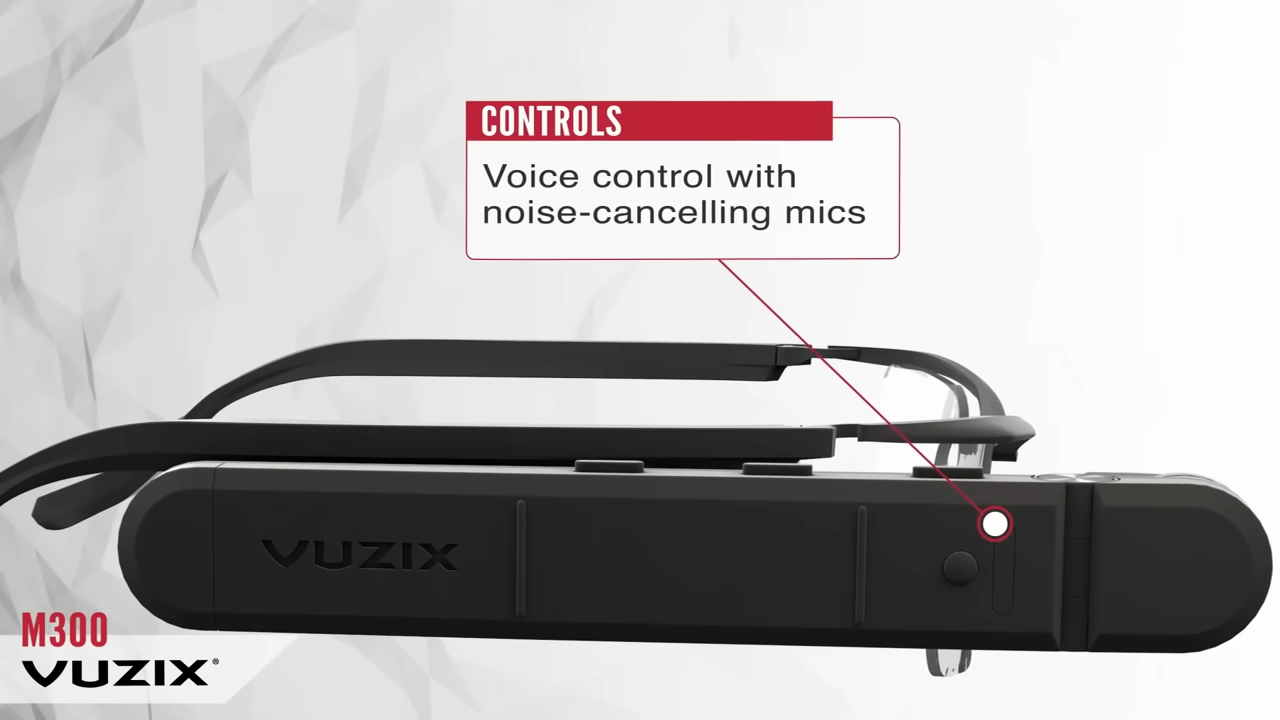 CONTROLS
Voice control with
noise-cancelling mics
VUZIX
M300
VUZIX®